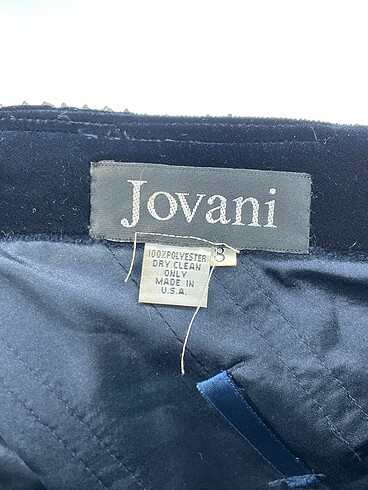 Jovani
8
100% POLYESTER
DRY CLEAN
ONLY
MADE IN
U.S.A.